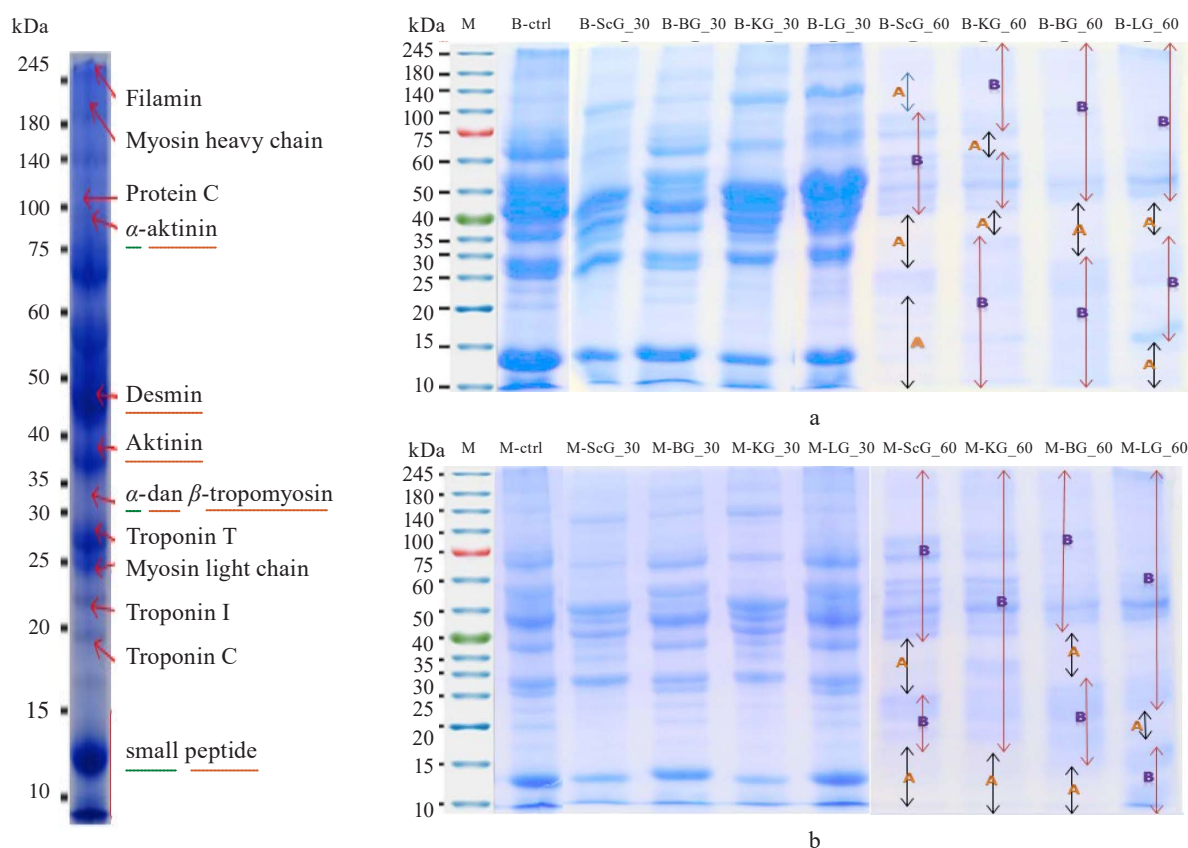 kDa
245
180
140
100
75
60
50
40
35
30
25
20
15
10
Filamin
Myosin heavy chain
Protein C
α-aktinin
Desmin
Aktinin
α-dan β-tropomyosin
Troponin T
Myosin light chain
Troponin I
Troponin C
small peptide
kDa M B-ctrl B-ScG_30 B-BG_30 B-KG_30 B-LG_30 B-ScG_60 B-KG_60 B-BG_60 B-LG_60
245
180
140
100
75
60
50
40
35
30
25
20
15
10
A B A A
B A A B
B A B
B A B A
a
kDa M M-ctrl M-ScG_30 M-BG_30 M-KG_30 M-LG_30 M-ScG_60 M-KG_60 M-BG_60 M-LG_60
245
180
140
100
75
60
50
40
35
30
25
20
15
10
B A B A
B A
B A B A
B A B
b